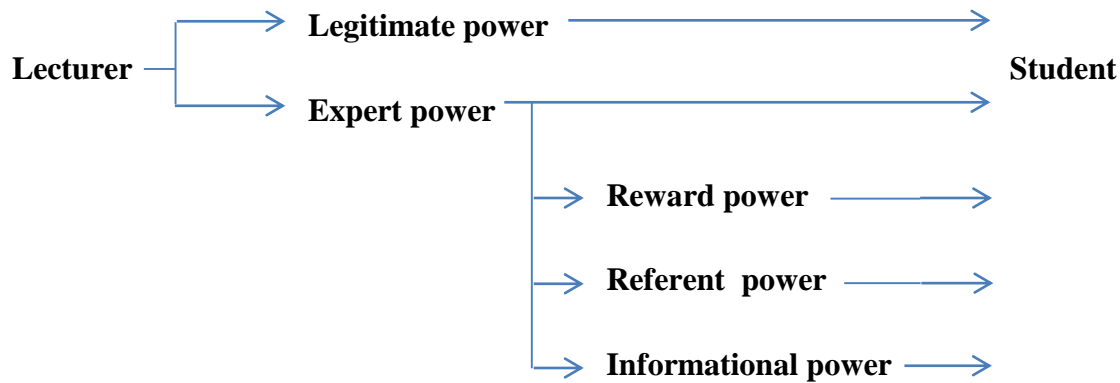 Legitimate power
Lecturer
Student
Expert power
Reward power
Referent power
Informational power